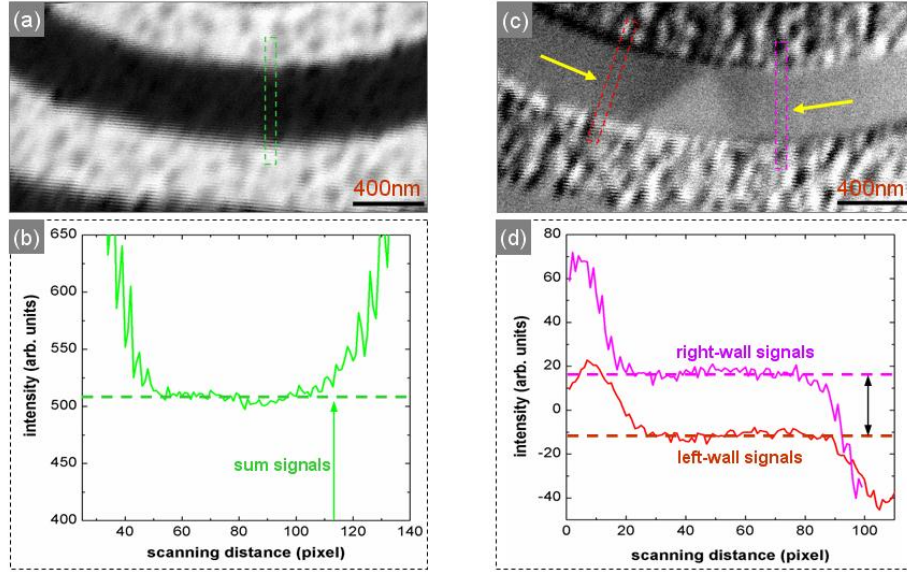 (a)
400nm
(c)
400nm
(b)
650
600
550
500
450
400
intensity (arb. units)
sum signals
40 60 80 100 120 140
scanning distance (pixel)
(d)
80
60
40
20
0
-20
-40
intensity (arb. units)
right-wall signals
left-wall signals
0 20 40 60 80 100
scanning distance (pixel)